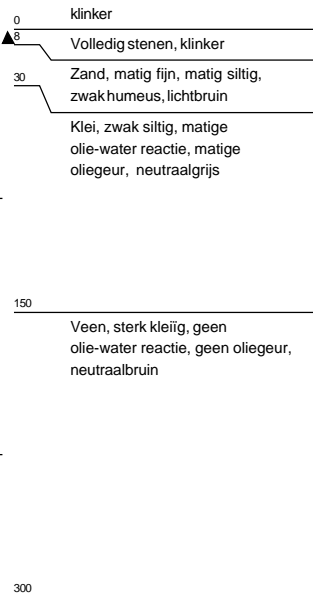 klinker
0
8
Volledig stenen, klinker
30
Zand, matig fijn, matig siltig,
zwak humeus, lichtbruin
Klei, zwak siltig, matige
olie-water reactie, matige
oliegeur, neutraalgrijs
150
Veen, sterk kleiïg, geen
olie-water reactie, geen oliegeur,
neutraalbruin
300